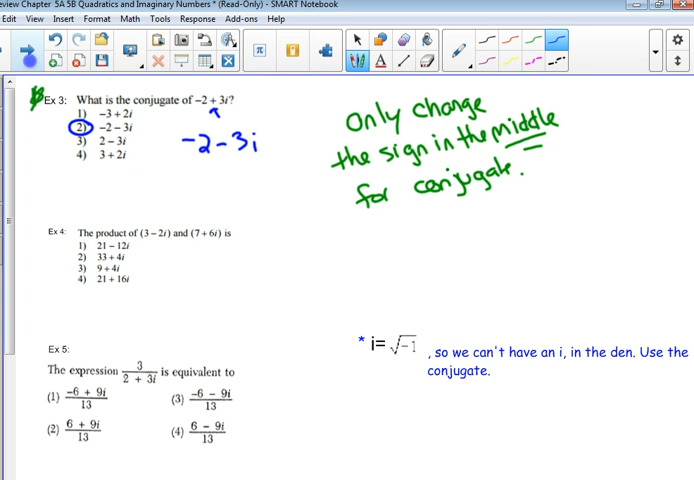 eview Chapter 5A 5B Quadratics and Imaginary Numbers * (Read-Only) - SMART Notebook
View Insert Format Math Tools Response Add-ons Help
π
A
Ex 3: What is the conjugate of −2 + 3i?
1) −3 + 2i
2) −2 − 3i
3) 2 − 3i
4) 3 + 2i
-2 - 3i
Only change
the sign in the middle
for conjugate.
Ex 4: The product of (3 − 2i) and (7 + 6i) is
1) 21 − 12i
2) 33 + 4i
3) 9 + 4i
4) 21 + 16i
* i= √-1 , so we can't have an i, in the den. Use the
conjugate.
Ex 5:
The expression 3/(2 + 3i) is equivalent to
(1) (−6 + 9i)/13 (3) (−6 − 9i)/13
(2) (6 + 9i)/13 (4) (6 − 9i)/13